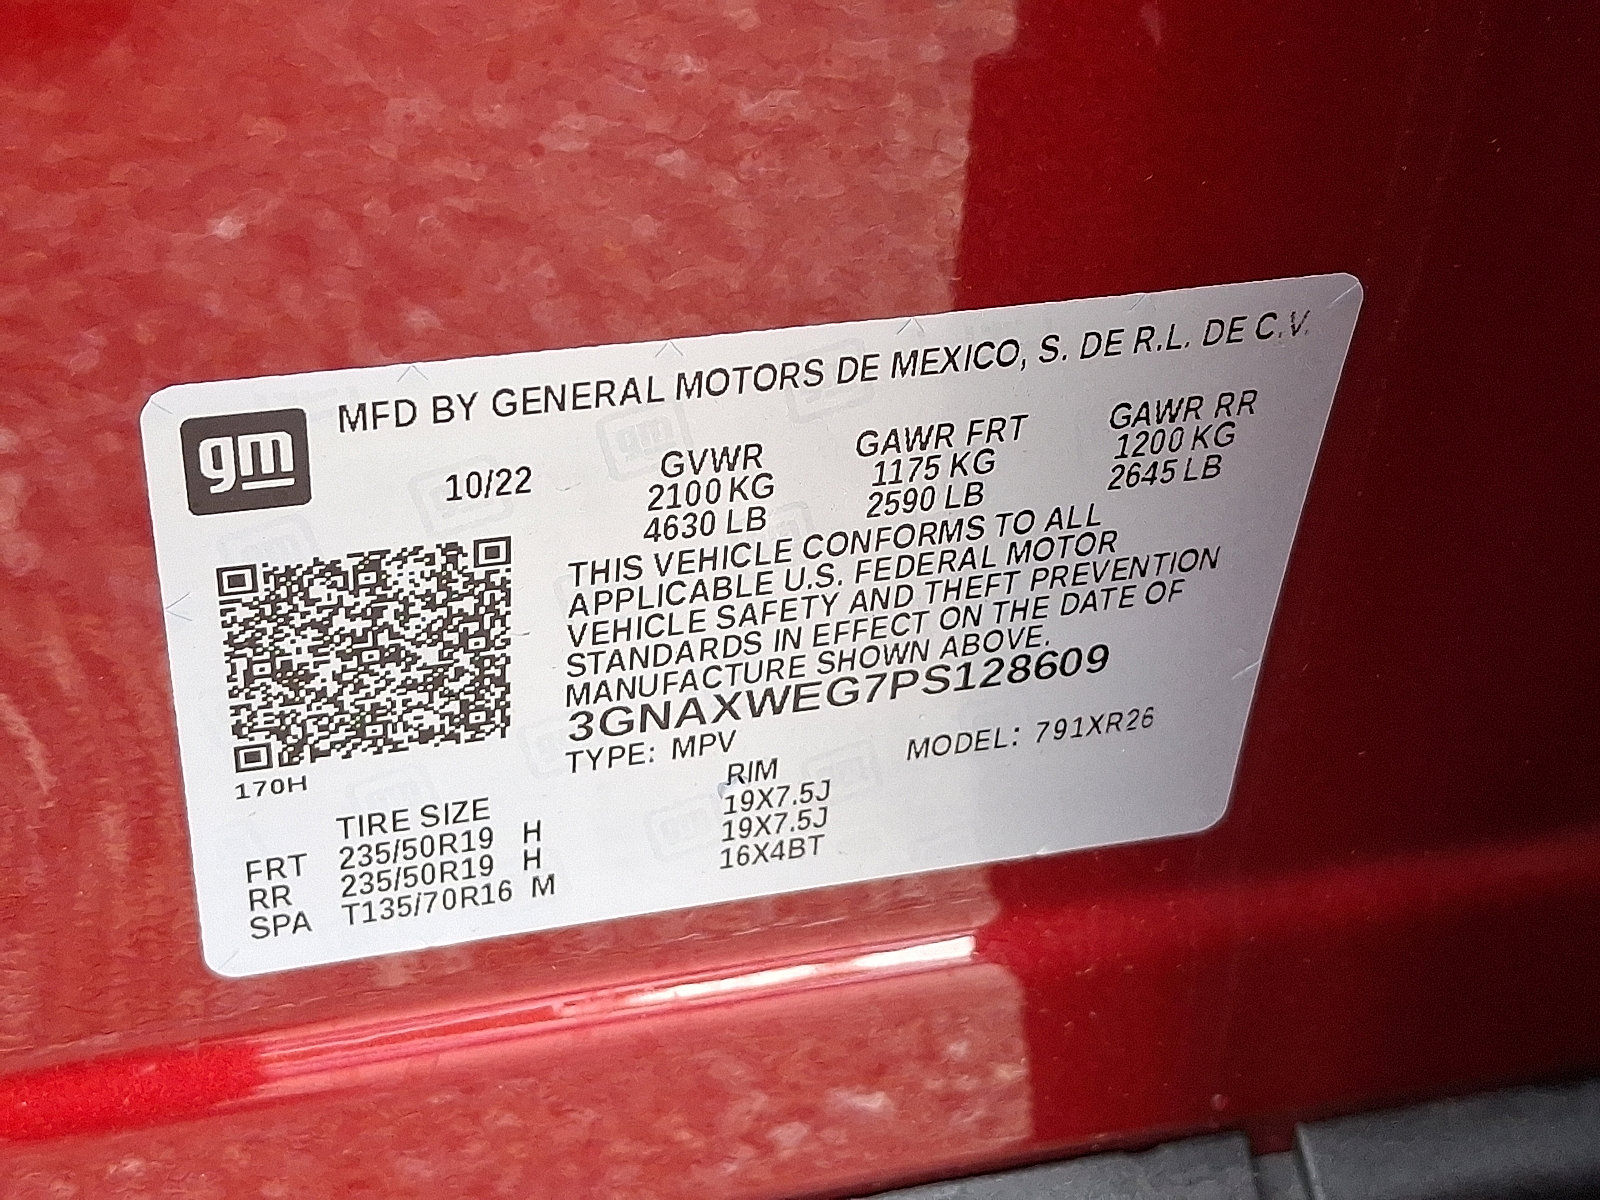 gm
MFD BY GENERAL MOTORS DE MEXICO, S. DE R.L. DE C.V.
10/22
GVWR
2100 KG
4630 LB
GAWR FRT
1175 KG
2590 LB
GAWR RR
1200 KG
2645 LB
THIS VEHICLE CONFORMS TO ALL
APPLICABLE U.S. FEDERAL MOTOR
VEHICLE SAFETY AND THEFT PREVENTION
STANDARDS IN EFFECT ON THE DATE OF
MANUFACTURE SHOWN ABOVE.
3GNAXWEG7PS128609
TYPE: MPV MODEL: 791XR26
170H
TIRE SIZE RIM
FRT 235/50R19 H 19X7.5J
RR 235/50R19 H 19X7.5J
SPA T135/70R16 M 16X4BT